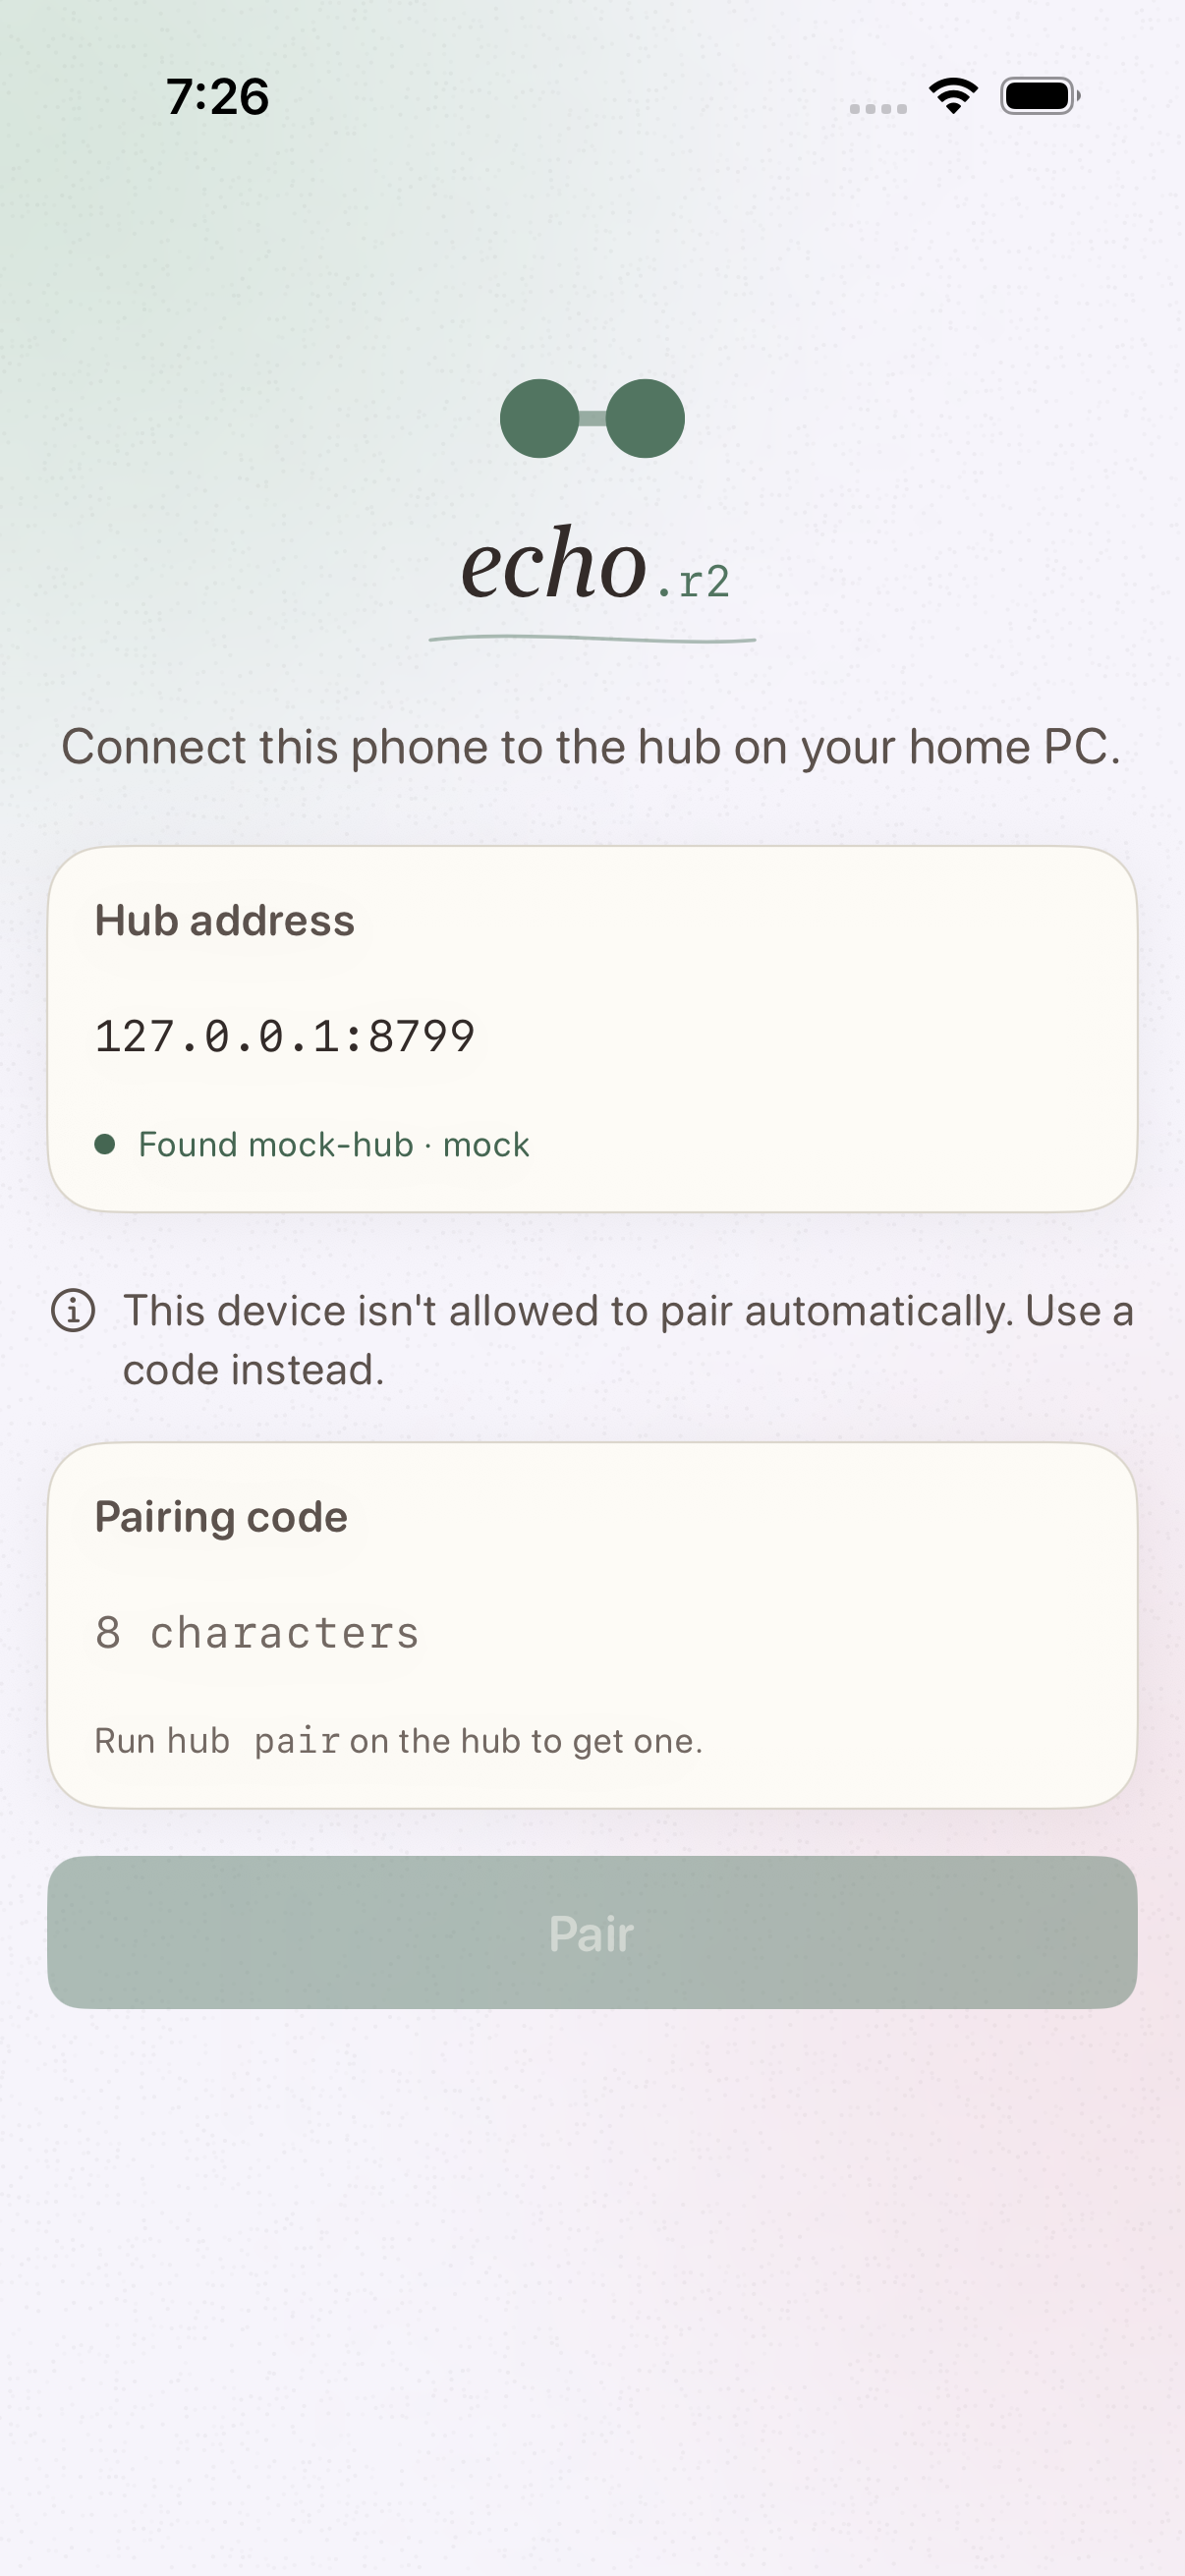 7:26
echo.r2
Connect this phone to the hub on your home PC.
Hub address
127.0.0.1:8799
Found mock-hub · mock
This device isn't allowed to pair automatically. Use a
code instead.
Pairing code
8 characters
Run hub pair on the hub to get one.
Pair